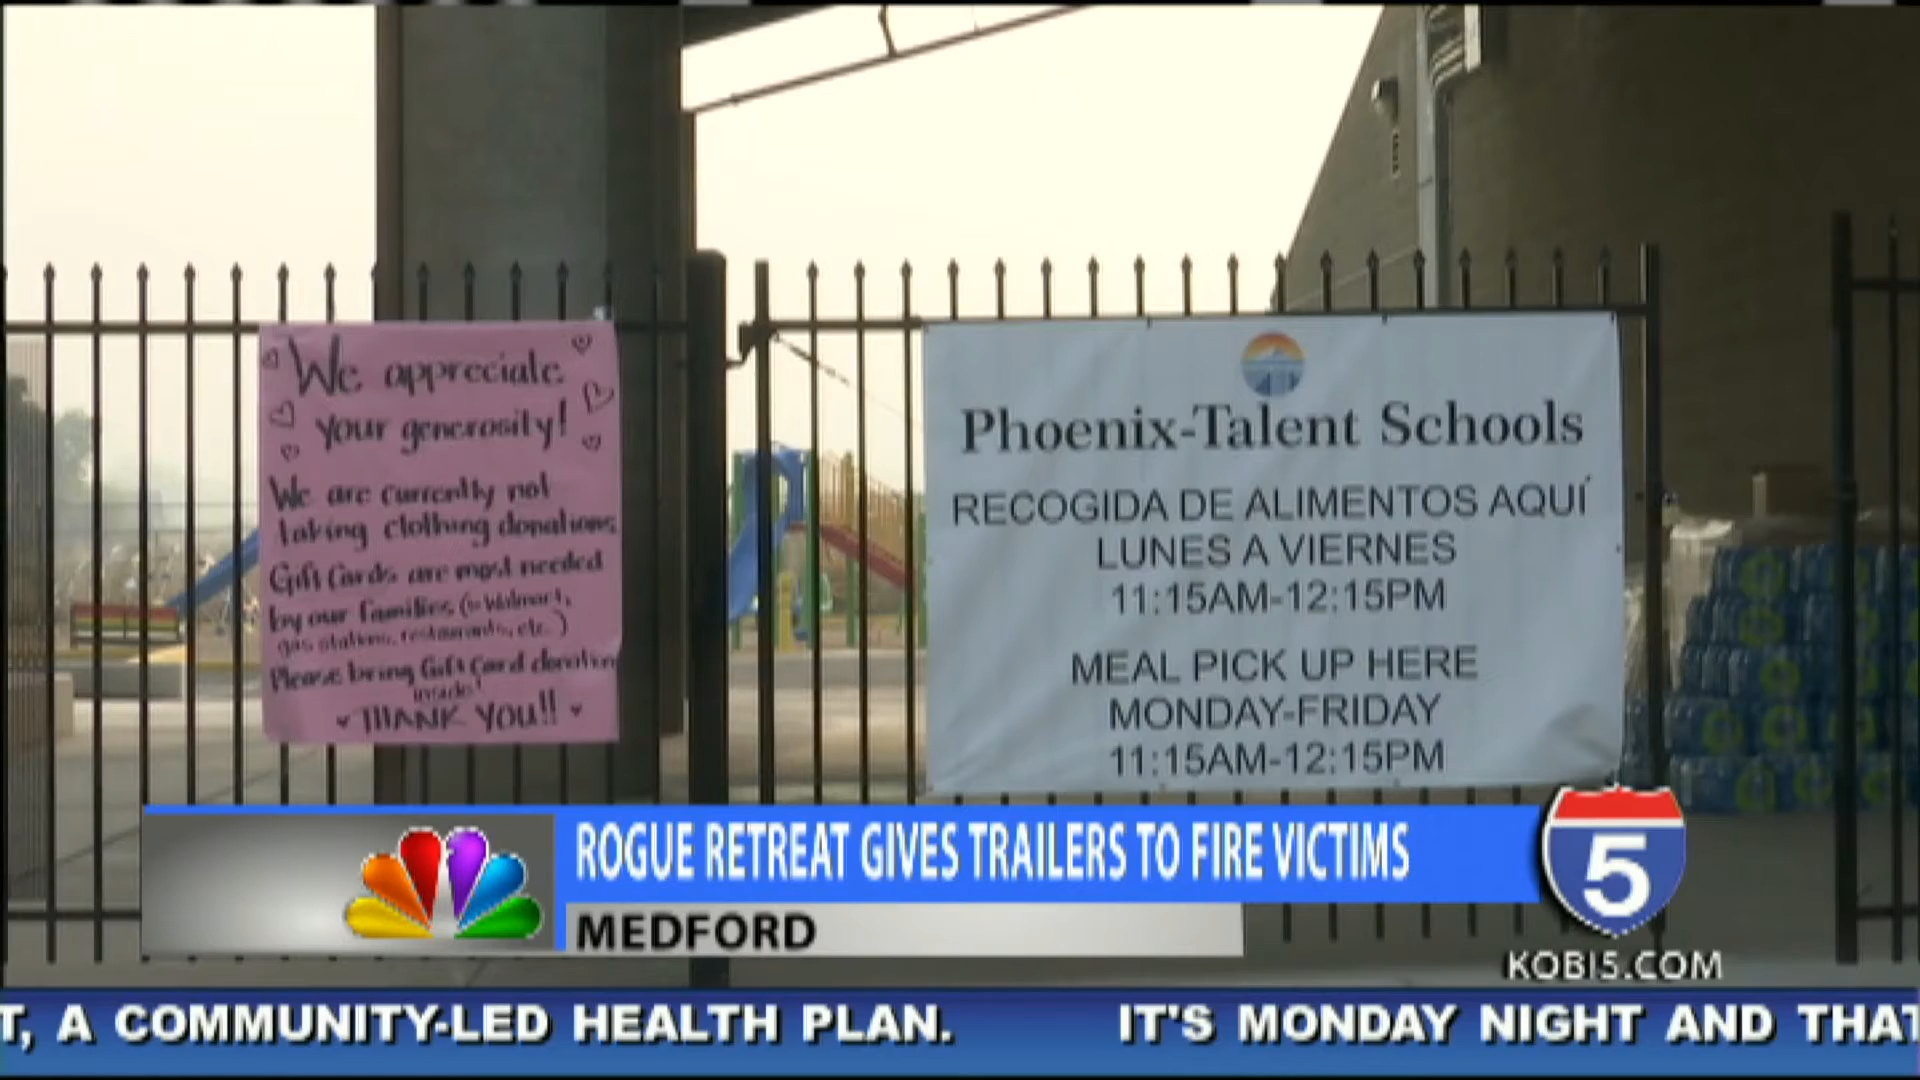 We appreciate
your generosity!
We are currently not
taking clothing donations
Gift Cards are most needed
by our families (to Walmart,
gas stations, restaurants, etc.)
Please bring Gift Card donation
inside!
THANK YOU!!
Phoenix-Talent Schools
RECOGIDA DE ALIMENTOS AQUÍ
LUNES A VIERNES
11:15AM-12:15PM
MEAL PICK UP HERE
MONDAY-FRIDAY
11:15AM-12:15PM
ROGUE RETREAT GIVES TRAILERS TO FIRE VICTIMS
MEDFORD
5
KOBI5.COM
T, A COMMUNITY-LED HEALTH PLAN. IT'S MONDAY NIGHT AND THAT